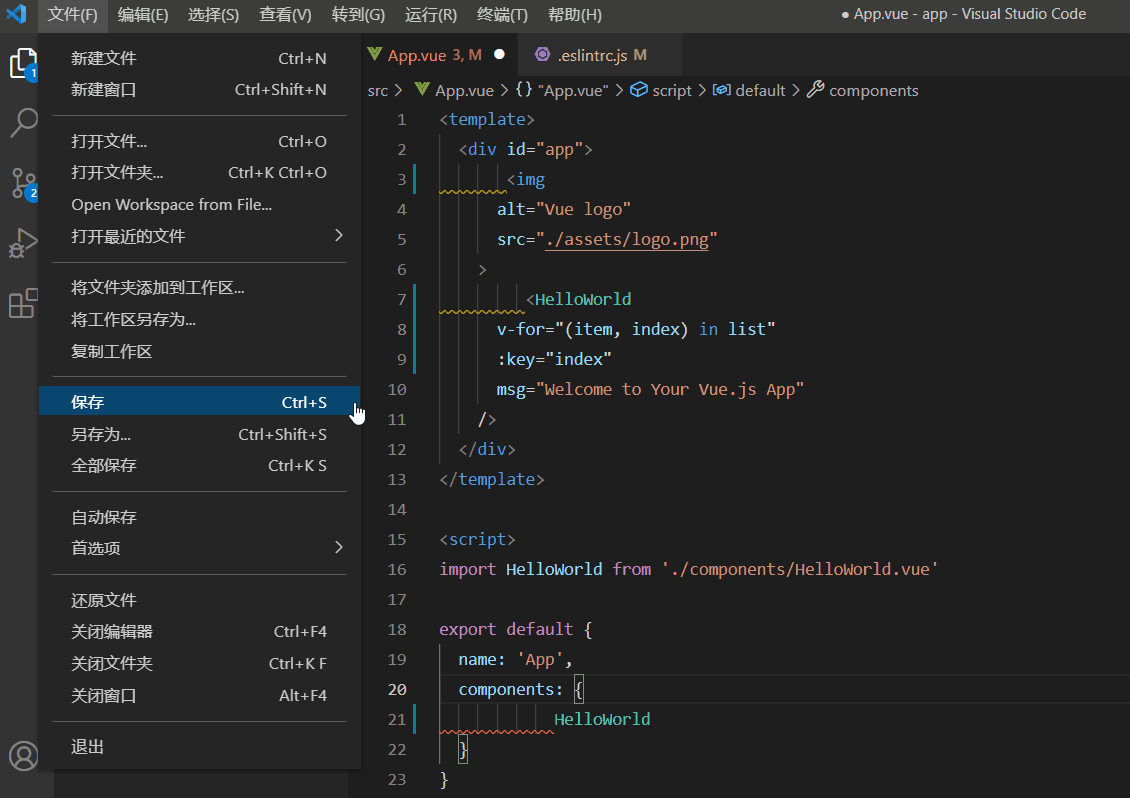 文件(F) 编辑(E) 选择(S) 查看(V) 转到(G) 运行(R) 终端(T) 帮助(H) ● App.vue - app - Visual Studio Code
1
2
新建文件 Ctrl+N
新建窗口 Ctrl+Shift+N
打开文件... Ctrl+O
打开文件夹... Ctrl+K Ctrl+O
Open Workspace from File...
打开最近的文件 >
将文件夹添加到工作区...
将工作区另存为...
复制工作区
保存 Ctrl+S
另存为... Ctrl+Shift+S
全部保存 Ctrl+K S
自动保存
首选项 >
还原文件
关闭编辑器 Ctrl+F4
关闭文件夹 Ctrl+K F
关闭窗口 Alt+F4
退出
App.vue 3, M ● .eslintrc.js M
src > App.vue > {} "App.vue" > script > default > components
1 <template>
2 <div id="app">
3 <img
4 alt="Vue logo"
5 src="./assets/logo.png"
6 >
7 <HelloWorld
8 v-for="(item, index) in list"
9 :key="index"
10 msg="Welcome to Your Vue.js App"
11 />
12 </div>
13 </template>
14
15 <script>
16 import HelloWorld from './components/HelloWorld.vue'
17
18 export default {
19 name: 'App',
20 components: {
21 HelloWorld
22 }
23 }